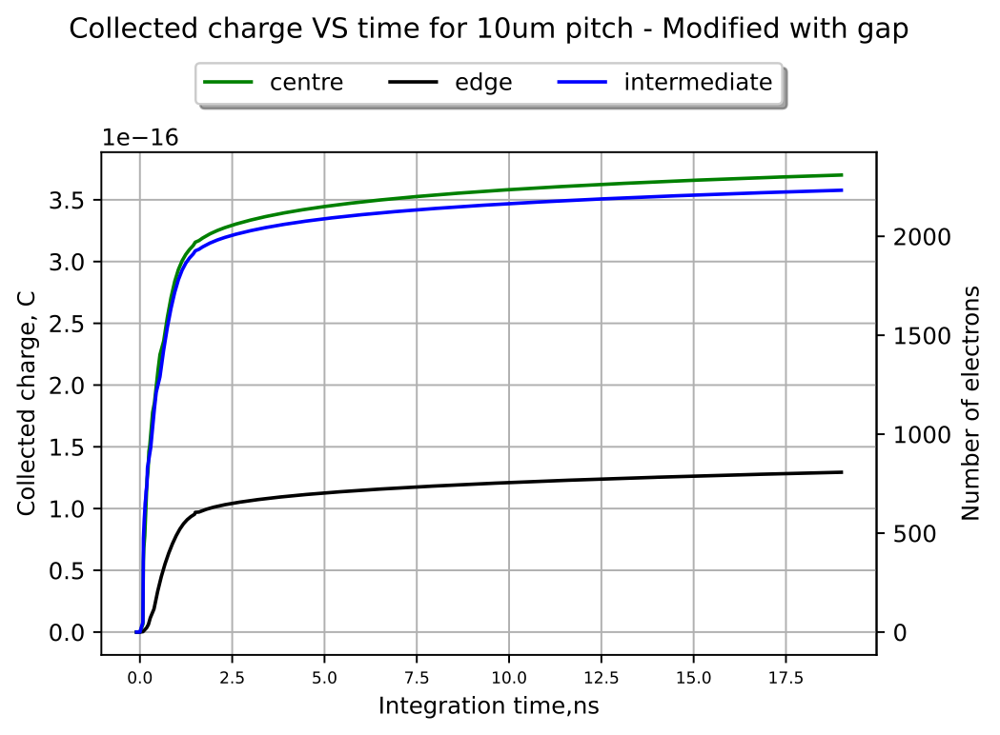 Collected charge VS time for 10um pitch - Modified with gap
centre edge intermediate
1e−16
3.5
3.0
2.5
2.0
1.5
1.0
0.5
0.0
Collected charge, C
2000
1500
1000
500
0
Number of electrons
0.0 2.5 5.0 7.5 10.0 12.5 15.0 17.5
Integration time,ns